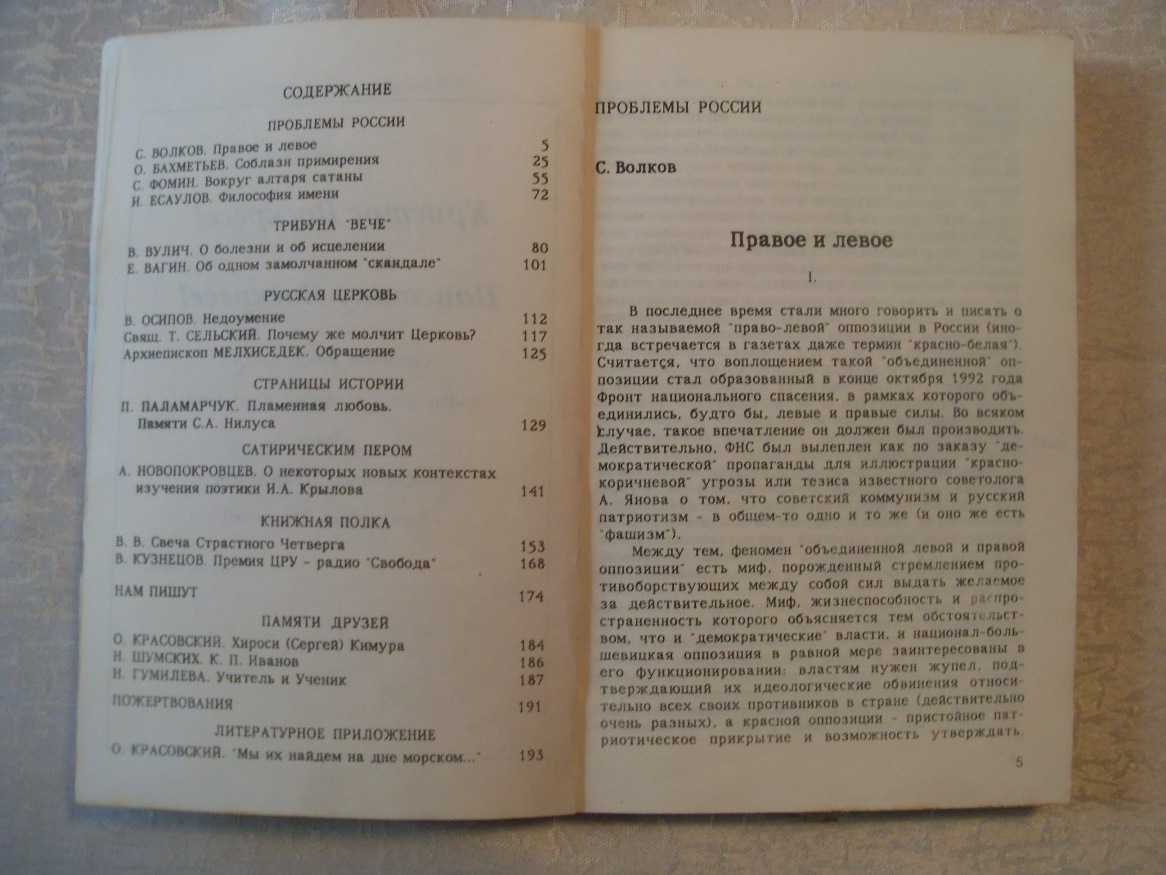 СОДЕРЖАНИЕ
ПРОБЛЕМЫ РОССИИ
С. ВОЛКОВ. Правое и левое 5
О. БАХМЕТЬЕВ. Соблазн примирения 25
С. ФОМИН. Вокруг алтаря сатаны 55
И. ЕСАУЛОВ. Философия имени 72
ТРИБУНА "ВЕЧЕ"
В. ВУЛИЧ. О болезни и об исцелении 80
Е. ВАГИН. Об одном замолчанном "скандале" 101
РУССКАЯ ЦЕРКОВЬ
В. ОСИПОВ. Недоумение 112
Свящ. Т. СЕЛЬСКИЙ. Почему же молчит Церковь? 117
Архиепископ МЕЛХИСЕДЕК. Обращение 125
СТРАНИЦЫ ИСТОРИИ
П. ПАЛАМАРЧУК. Пламенная любовь.
Памяти С.А. Нилуса 129
САТИРИЧЕСКИМ ПЕРОМ
А. НОВОПОКРОВЦЕВ. О некоторых новых контекстах
изучения поэтики И.А. Крылова 141
КНИЖНАЯ ПОЛКА
В. В. Свеча Страстного Четверга 153
В. КУЗНЕЦОВ. Премия ЦРУ - радио "Свобода" 168
НАМ ПИШУТ 174
ПАМЯТИ ДРУЗЕЙ
О. КРАСОВСКИЙ. Хироси (Сергей) Кимура 184
Н. ШУМСКИХ. К. П. Иванов 186
Н. ГУМИЛЕВА. Учитель и Ученик 187
ПОЖЕРТВОВАНИЯ 191
ЛИТЕРАТУРНОЕ ПРИЛОЖЕНИЕ
О. КРАСОВСКИЙ. "Мы их найдем на дне морском..." 193
ПРОБЛЕМЫ РОССИИ
С. Волков
Правое и левое
I.
В последнее время стали много говорить и писать о
так называемой "право-левой" оппозиции в России (ино-
гда встречается в газетах даже термин "красно-белая").
Считается, что воплощением такой "объединенной" оп-
позиции стал образованный в конце октября 1992 года
Фронт национального спасения, в рамках которого объ-
единились, будто бы, левые и правые силы. Во всяком
случае, такое впечатление он должен был производить.
Действительно, ФНС был вылеплен как по заказу "де-
мократической" пропаганды для иллюстрации "красно-
коричневой" угрозы или тезиса известного советолога
А. Янова о том, что советский коммунизм и русский
патриотизм - в общем-то одно и то же (и оно же есть
"фашизм").
Между тем, феномен "объединенной левой и правой
оппозиции" есть миф, порожденный стремлением про-
тивоборствующих между собой сил выдать желаемое
за действительное. Миф, жизнеспособность и распро-
страненность которого объясняется тем обстоятельст-
вом, что и "демократические" власти, и национал-боль-
шевицкая оппозиция в равной мере заинтересованы в
его функционировании: властям нужен жупел, под-
тверждающий их идеологические обвинения относи-
тельно всех своих противников в стране (действительно
очень разных), а красной оппозиции - пристойное пат-
риотическое прикрытие и возможность утверждать,
5